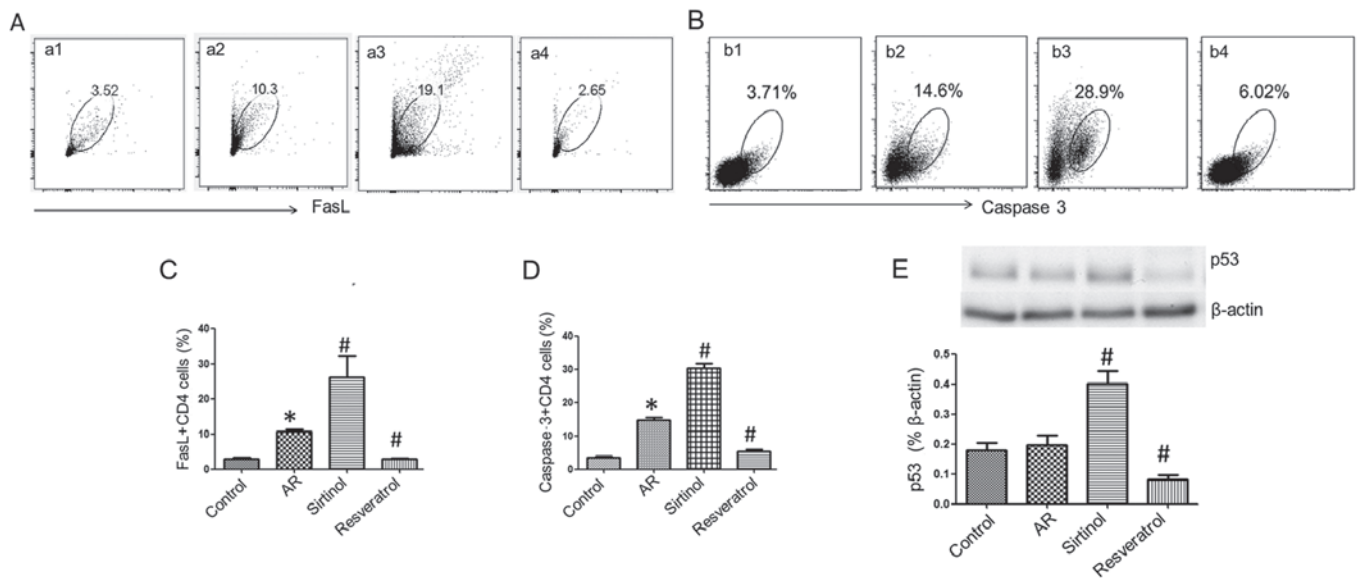 A
a1
3.52
a2
10.3
a3
19.1
a4
2.65
FasL
B
b1
3.71%
b2
14.6%
b3
28.9%
b4
6.02%
Caspase 3
C
FasL+CD4 cells (%)
40
30
20
10
0
*
#
#
Control
AR
Sirtinol
Resveratrol
D
Caspase-3+CD4 cells (%)
40
30
20
10
0
*
#
#
Control
AR
Sirtinol
Resveratrol
E
p53
β-actin
p53 (% β-actin)
0.5
0.4
0.3
0.2
0.1
0.0
#
#
Control
AR
Sirtinol
Resveratrol